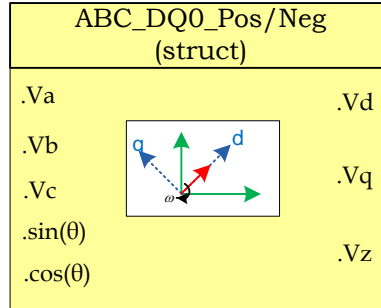 ABC_DQ0_Pos/Neg
(struct)
.Va
.Vb
.Vc
.sin(θ)
.cos(θ)
q
d
ω
.Vd
.Vq
.Vz